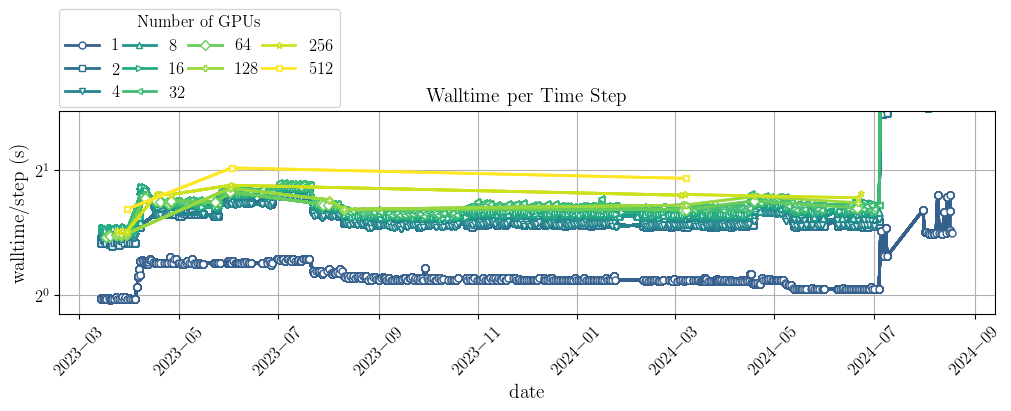 Number of GPUs
1 8 64 256
2 16 128 512
4 32
Walltime per Time Step
walltime/step (s)
2^1
2^0
2023−03 2023−05 2023−07 2023−09 2023−11 2024−01 2024−03 2024−05 2024−07 2024−09
date